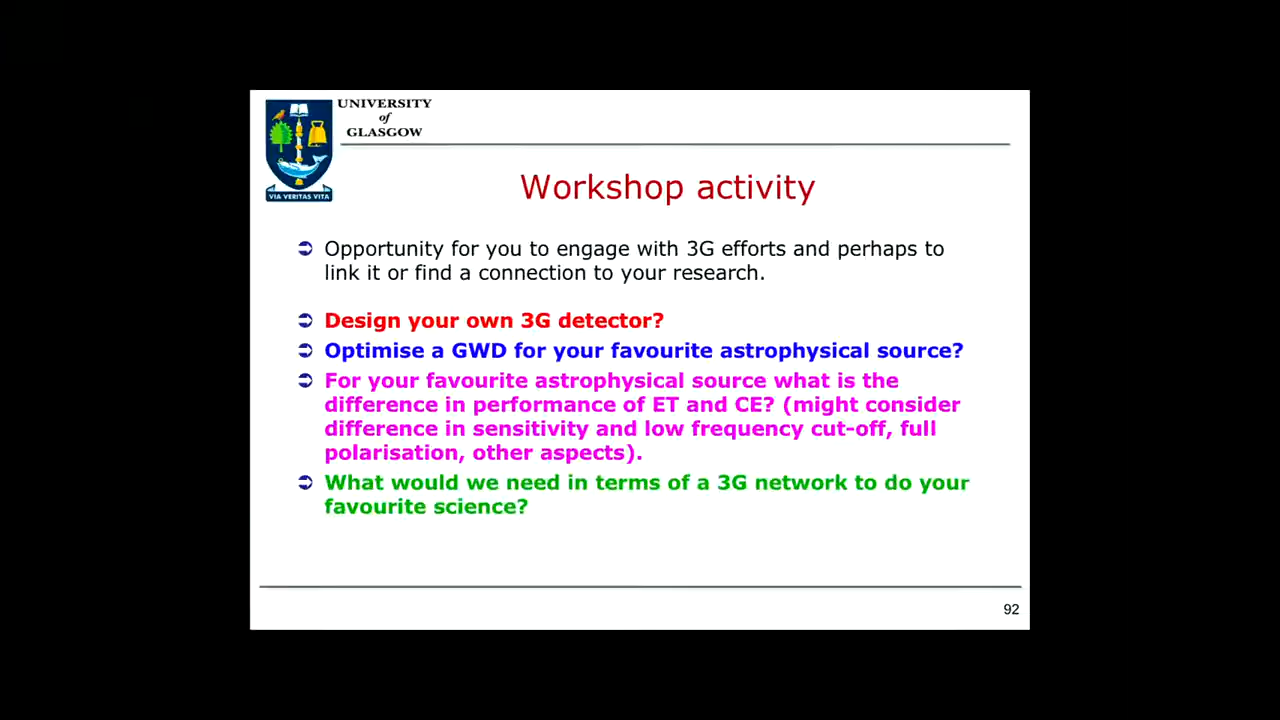 UNIVERSITY
of
GLASGOW
VIA VERITAS VITA
Workshop activity
Opportunity for you to engage with 3G efforts and perhaps to
link it or find a connection to your research.
Design your own 3G detector?
Optimise a GWD for your favourite astrophysical source?
For your favourite astrophysical source what is the
difference in performance of ET and CE? (might consider
difference in sensitivity and low frequency cut-off, full
polarisation, other aspects).
What would we need in terms of a 3G network to do your
favourite science?
92